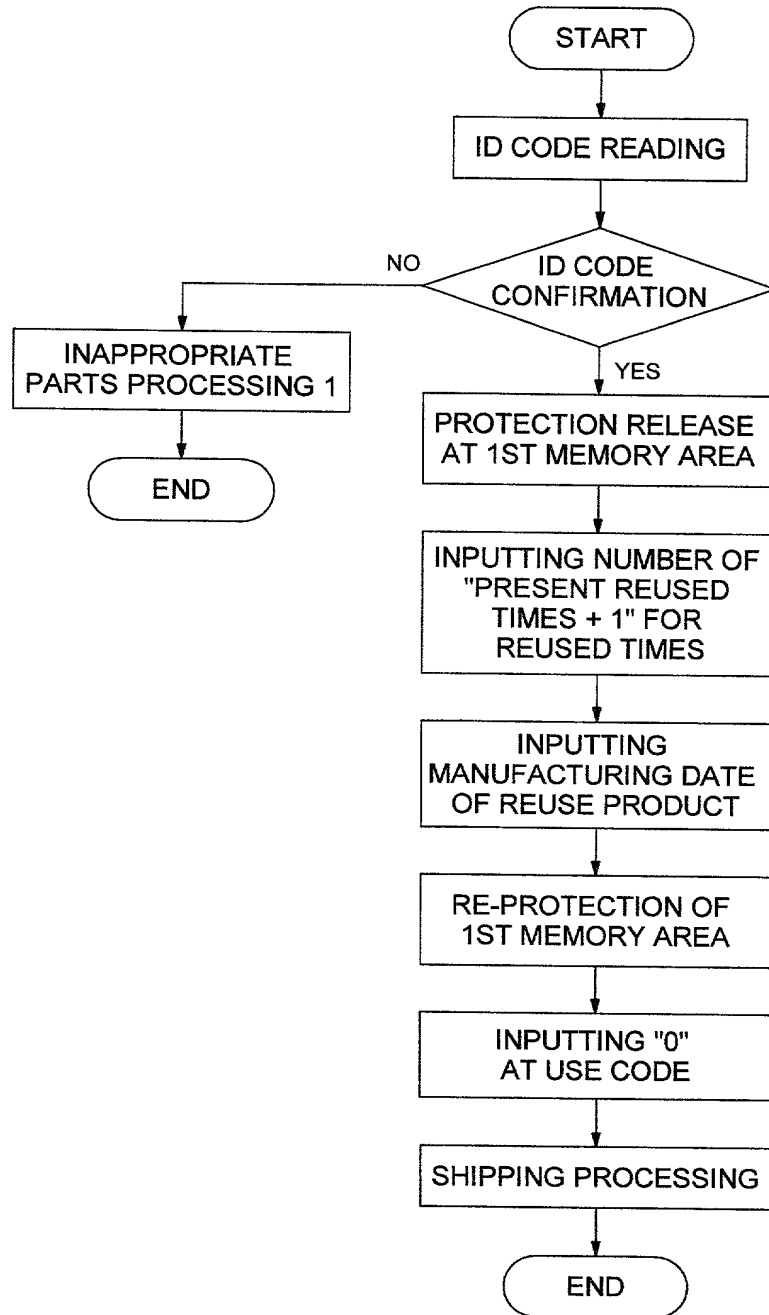 START
ID CODE READING
NO
ID CODE
CONFIRMATION
INAPPROPRIATE
PARTS PROCESSING 1
YES
END
PROTECTION RELEASE
AT 1ST MEMORY AREA
INPUTTING NUMBER OF
"PRESENT REUSED
TIMES + 1" FOR
REUSED TIMES
INPUTTING
MANUFACTURING DATE
OF REUSE PRODUCT
RE-PROTECTION OF
1ST MEMORY AREA
INPUTTING "0"
AT USE CODE
SHIPPING PROCESSING
END